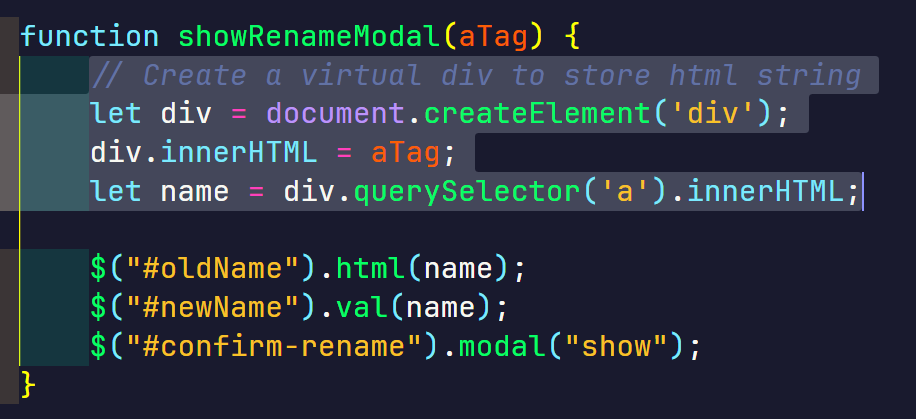 function showRenameModal(aTag) {
// Create a virtual div to store html string
let div = document.createElement('div');
div.innerHTML = aTag;
let name = div.querySelector('a').innerHTML;
$("#oldName").html(name);
$("#newName").val(name);
$("#confirm-rename").modal("show");
}